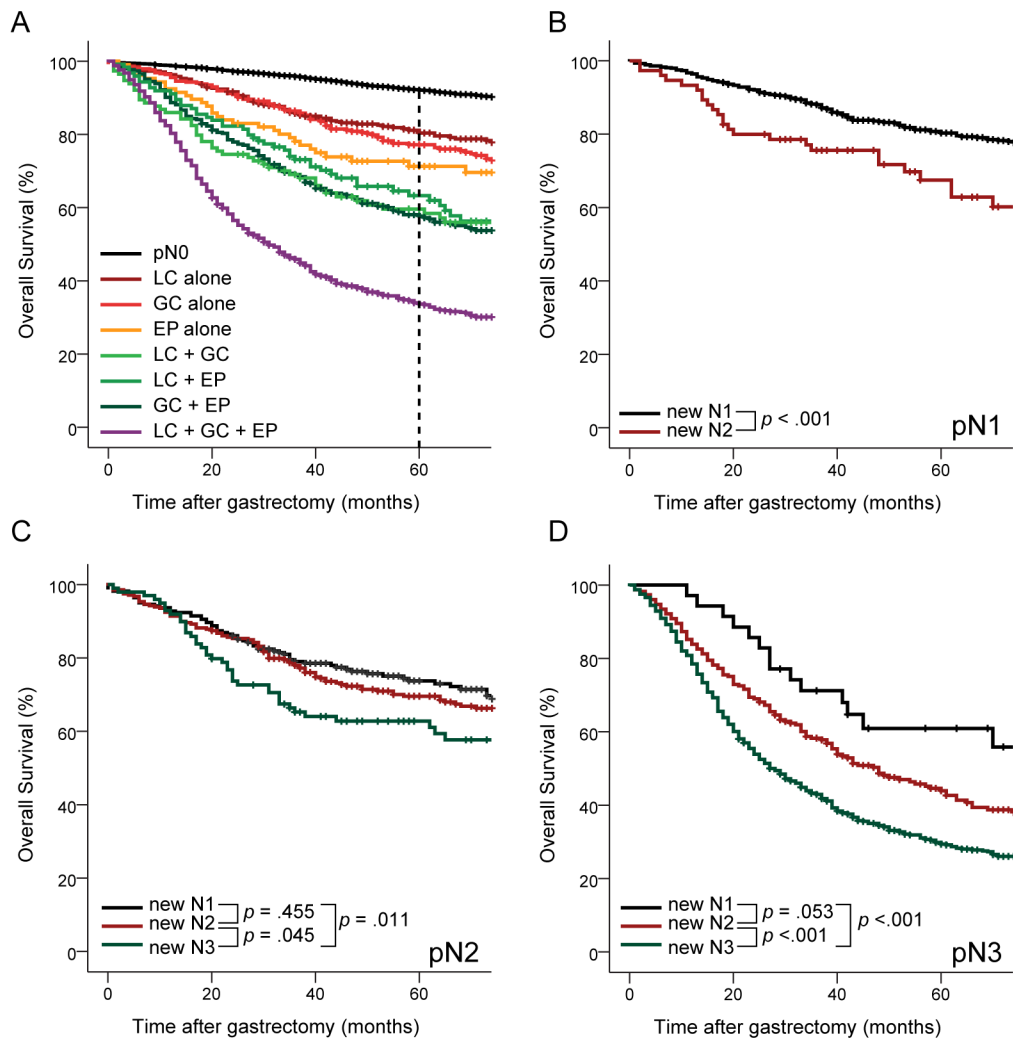 A
Overall Survival (%)
100
80
60
40
20
0
pN0
LC alone
GC alone
EP alone
LC + GC
LC + EP
GC + EP
LC + GC + EP
0 20 40 60
Time after gastrectomy (months)
B
Overall Survival (%)
100
80
60
40
20
0
new N1
new N2
p < .001
pN1
0 20 40 60
Time after gastrectomy (months)
C
Overall Survival (%)
100
80
60
40
20
0
new N1
new N2
new N3
p = .455
p = .045
p = .011
pN2
0 20 40 60
Time after gastrectomy (months)
D
Overall Survival (%)
100
80
60
40
20
0
new N1
new N2
new N3
p = .053
p <.001
p <.001
pN3
0 20 40 60
Time after gastrectomy (months)